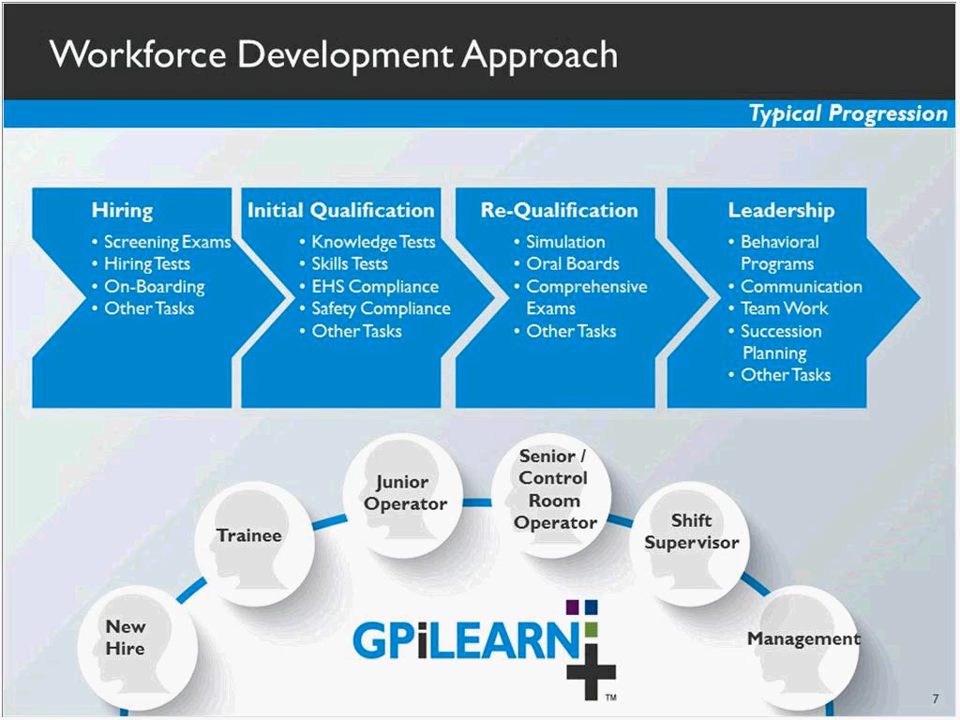 Workforce Development Approach
Typical Progression
Hiring
• Screening Exams
• Hiring Tests
• On-Boarding
• Other Tasks
Initial Qualification
• Knowledge Tests
• Skills Tests
• EHS Compliance
• Safety Compliance
• Other Tasks
Re-Qualification
• Simulation
• Oral Boards
• Comprehensive
Exams
• Other Tasks
Leadership
• Behavioral
Programs
• Communication
• Team Work
• Succession
Planning
• Other Tasks
New
Hire
Trainee
Junior
Operator
Senior /
Control
Room
Operator
Shift
Supervisor
Management
GPiLEARN+
TM
7